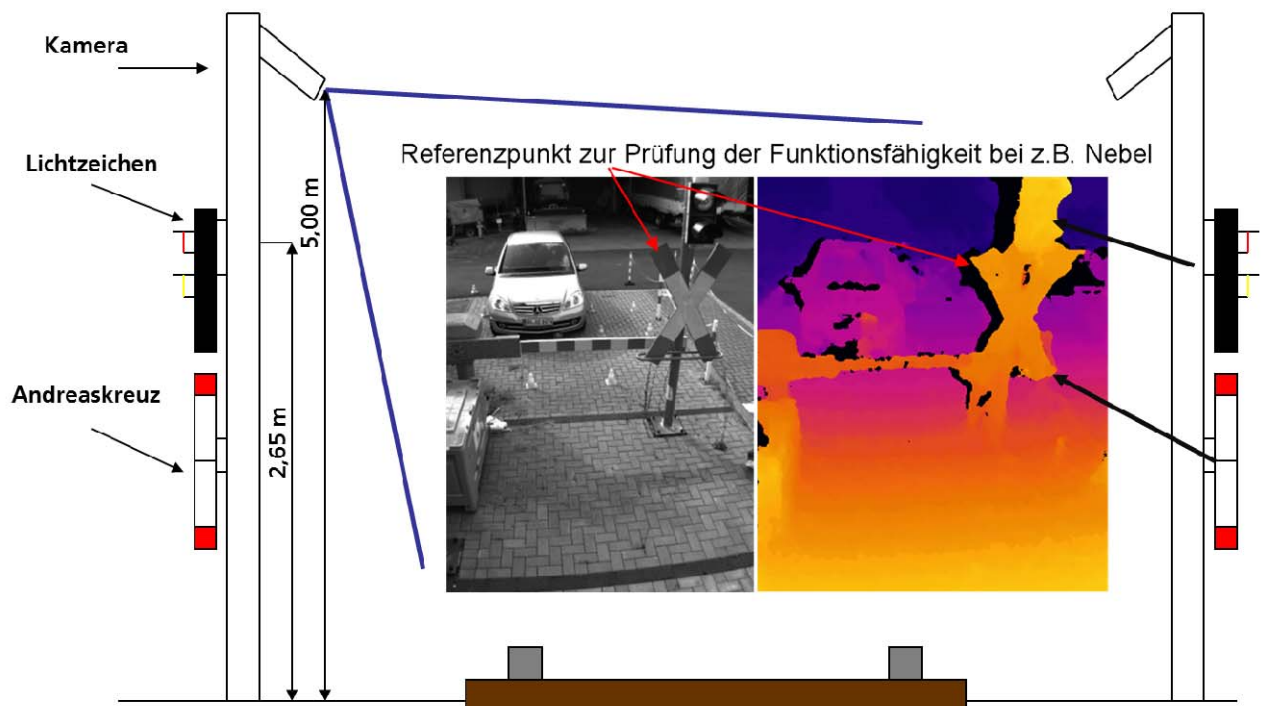 Kamera
Lichtzeichen
Referenzpunkt zur Prüfung der Funktionsfähigkeit bei z.B. Nebel
5,00 m
Andreaskreuz
2,65 m